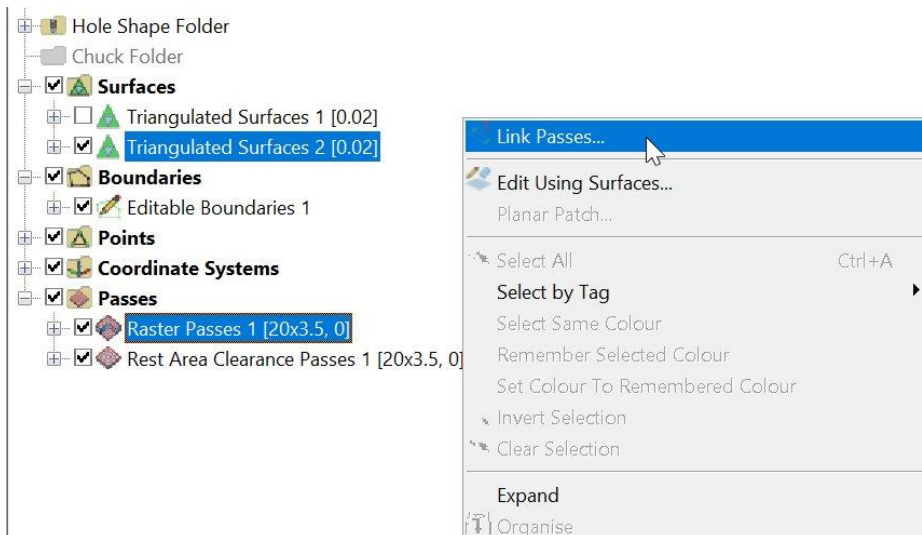 Hole Shape Folder
Chuck Folder
Surfaces
Triangulated Surfaces 1 [0.02]
Triangulated Surfaces 2 [0.02]
Boundaries
Editable Boundaries 1
Points
Coordinate Systems
Passes
Raster Passes 1 [20x3.5, 0]
Rest Area Clearance Passes 1 [20x3.5, 0]
Link Passes...
Edit Using Surfaces...
Planar Patch...
Select All Ctrl+A
Select by Tag
Select Same Colour
Remember Selected Colour
Set Colour To Remembered Colour
Invert Selection
Clear Selection
Expand
Organise